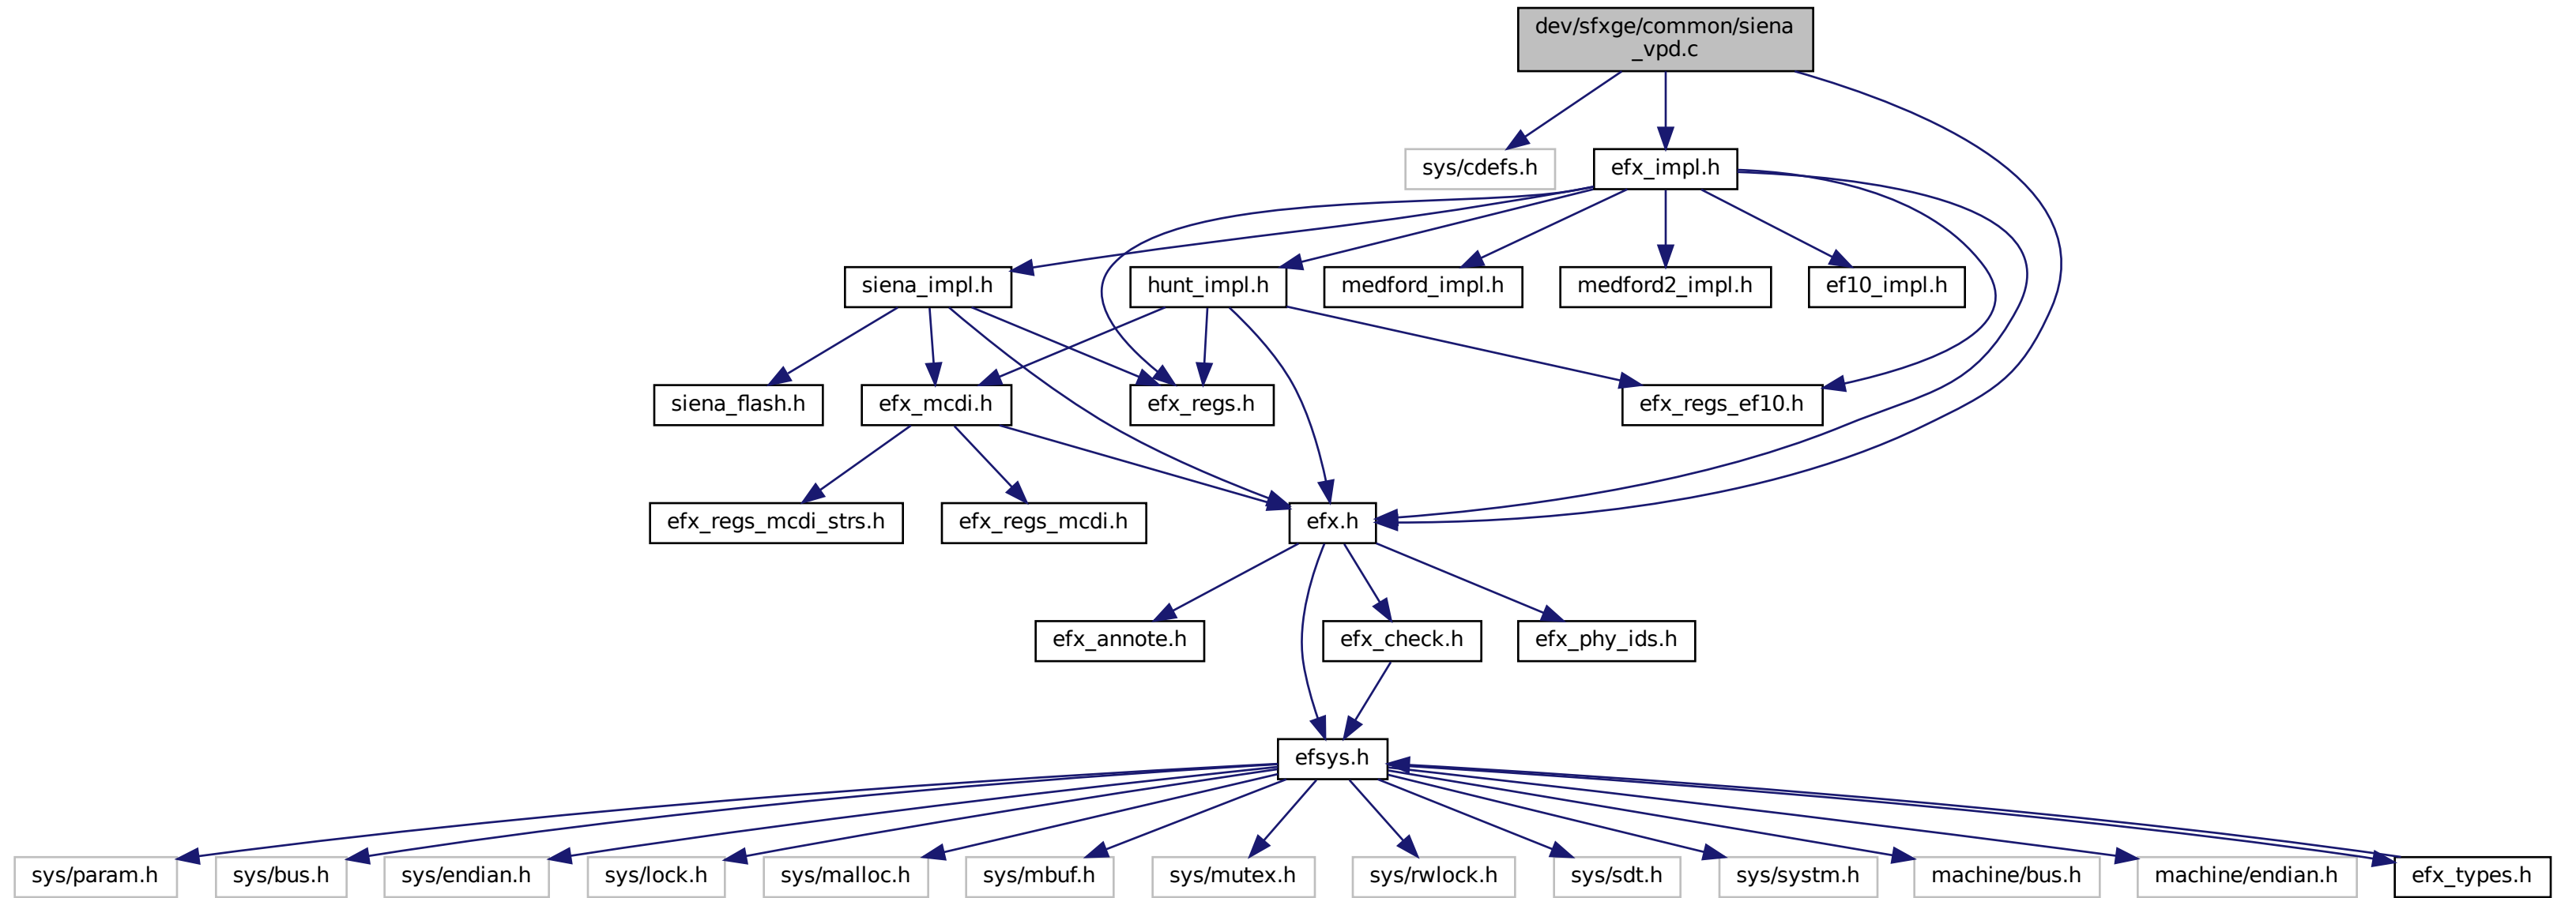 dev/sfxge/common/siena
_vpd.c
sys/cdefs.h
efx_impl.h
siena_impl.h
hunt_impl.h
medford_impl.h
medford2_impl.h
ef10_impl.h
siena_flash.h
efx_mcdi.h
efx_regs.h
efx_regs_ef10.h
efx_regs_mcdi_strs.h
efx_regs_mcdi.h
efx.h
efx_annote.h
efx_check.h
efx_phy_ids.h
efsys.h
sys/param.h
sys/bus.h
sys/endian.h
sys/lock.h
sys/malloc.h
sys/mbuf.h
sys/mutex.h
sys/rwlock.h
sys/sdt.h
sys/systm.h
machine/bus.h
machine/endian.h
efx_types.h